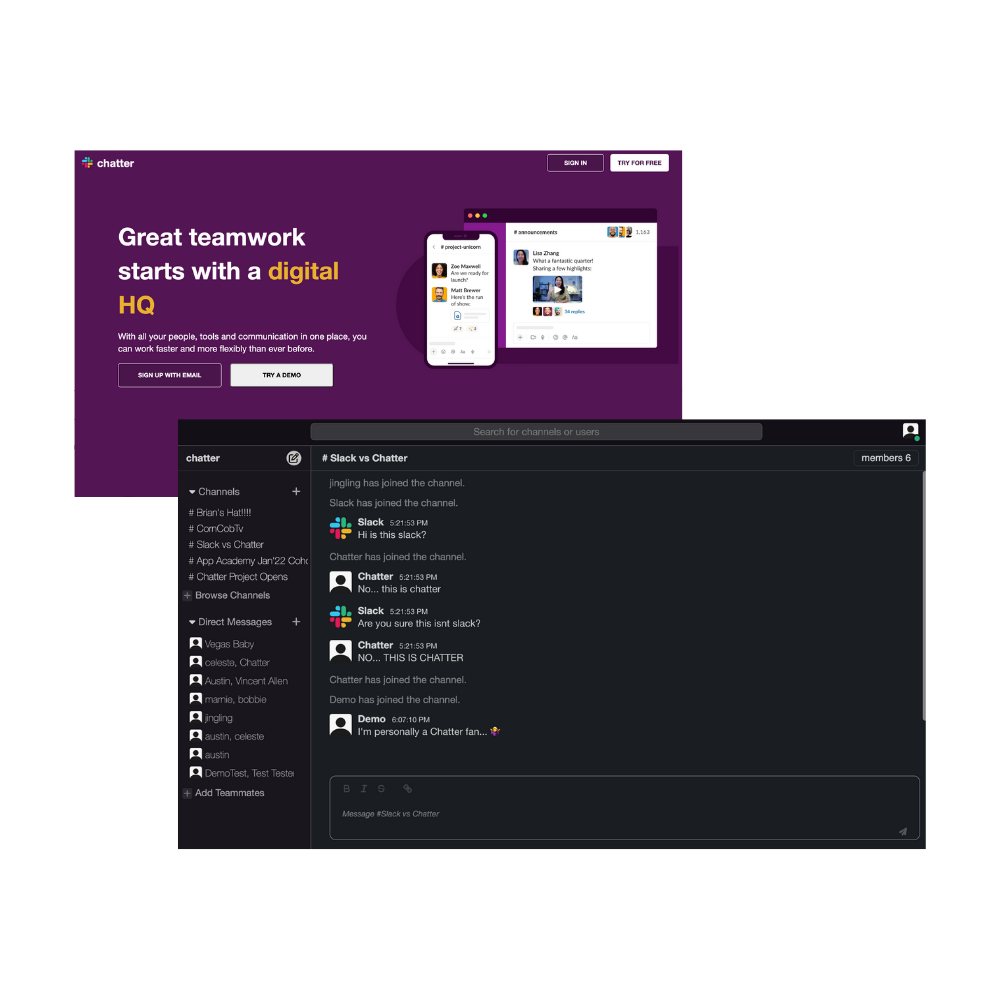 chatter
SIGN IN
TRY FOR FREE
Great teamwork
starts with a digital
HQ
With all your people, tools and communication in one place, you
can work faster and more flexibly than ever before.
SIGN UP WITH EMAIL
TRY A DEMO
# project-unicorn
Zoe Maxwell
Are we ready for
launch?
Matt Brewer
Here's the run
of show:
7
2
Aa
# announcements
1,163
Lisa Zhang
What a fantastic quarter!
Sharing a few highlights:
34 replies
Aa
Search for channels or users
chatter
Channels
# Brian's Hat!!!!
# CornCobTv
# Slack vs Chatter
# App Academy Jan'22 Coho
# Chatter Project Opens
Browse Channels
Direct Messages
Vegas Baby
celeste, Chatter
Austin, Vincent Allen
mamie, bobbie
jingling
austin, celeste
austin
DemoTest, Test Tester
Add Teammates
# Slack vs Chatter
members 6
jingling has joined the channel.
Slack has joined the channel.
Slack 5:21:53 PM
Hi is this slack?
Chatter has joined the channel.
Chatter 5:21:53 PM
No... this is chatter
Slack 5:21:53 PM
Are you sure this isnt slack?
Chatter 5:21:53 PM
NO... THIS IS CHATTER
Chatter has joined the channel.
Demo has joined the channel.
Demo 6:07:10 PM
I'm personally a Chatter fan... 🤷‍♀️
B I S
Message #Slack vs Chatter